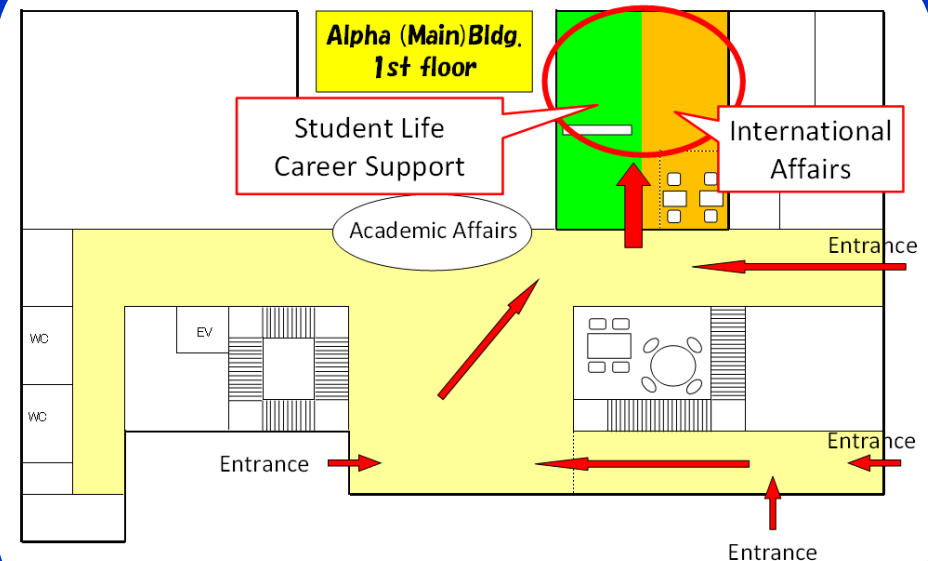 Alpha (Main)Bldg.
1st floor
Student Life
Career Support
International
Affairs
Academic Affairs
Entrance
WC
EV
WC
Entrance
Entrance
Entrance